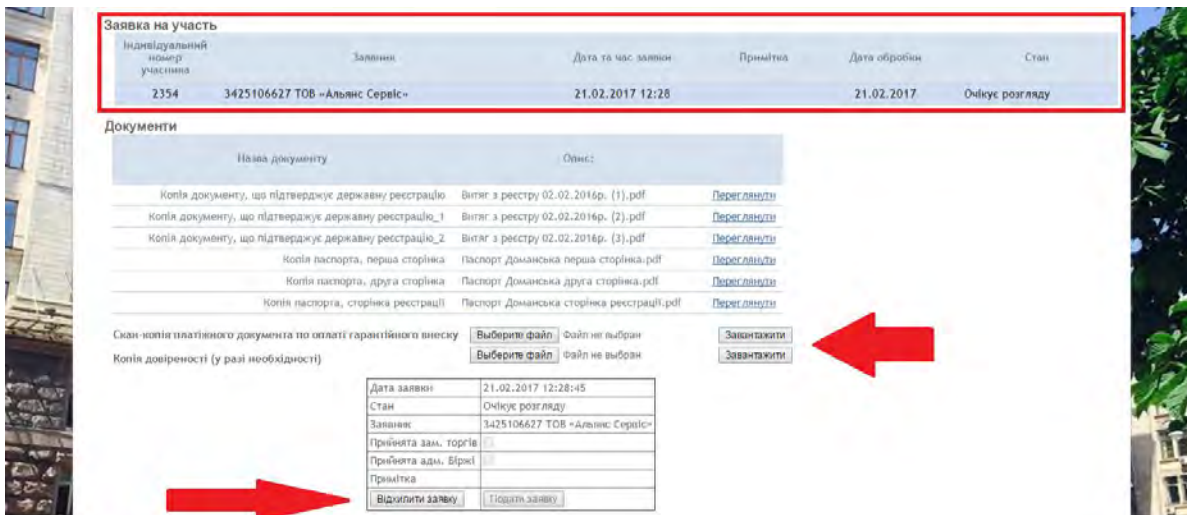 Заявка на участь
Індивідуальний номер учасника Заявник Дата та час заявки Примітка Дата обробки Стан
2354 3425106627 ТОВ «Альянс Сервіс» 21.02.2017 12:28 21.02.2017 Очікує розгляду
Документи
Назва документу Опис:
Копія документу, що підтверджує державну реєстрацію Витяг з реєстру 02.02.2016р. (1).pdf Переглянути
Копія документу, що підтверджує державну реєстрацію_1 Витяг з реєстру 02.02.2016р. (2).pdf Переглянути
Копія документу, що підтверджує державну реєстрацію_2 Витяг з реєстру 02.02.2016р. (3).pdf Переглянути
Копія паспорта, перша сторінка Паспорт Доманська перша сторінка.pdf Переглянути
Копія паспорта, друга сторінка Паспорт Доманська друга сторінка.pdf Переглянути
Копія паспорта, сторінка реєстрації Паспорт Доманська сторінка реєстрації.pdf Переглянути
Скан-копія платіжного документа по оплаті гарантійного внеску Выберите файл Файл не выбран Завантажити
Копія довіреності (у разі необхідності) Выберите файл Файл не выбран Завантажити
Дата заявки 21.02.2017 12:28:45
Стан Очікує розгляду
Заявник 3425106627 ТОВ «Альянс Сервіс»
Прийнята зам. торгів
Прийнята адм. Біржі
Примітка
Відхилити заявку Подати заявку